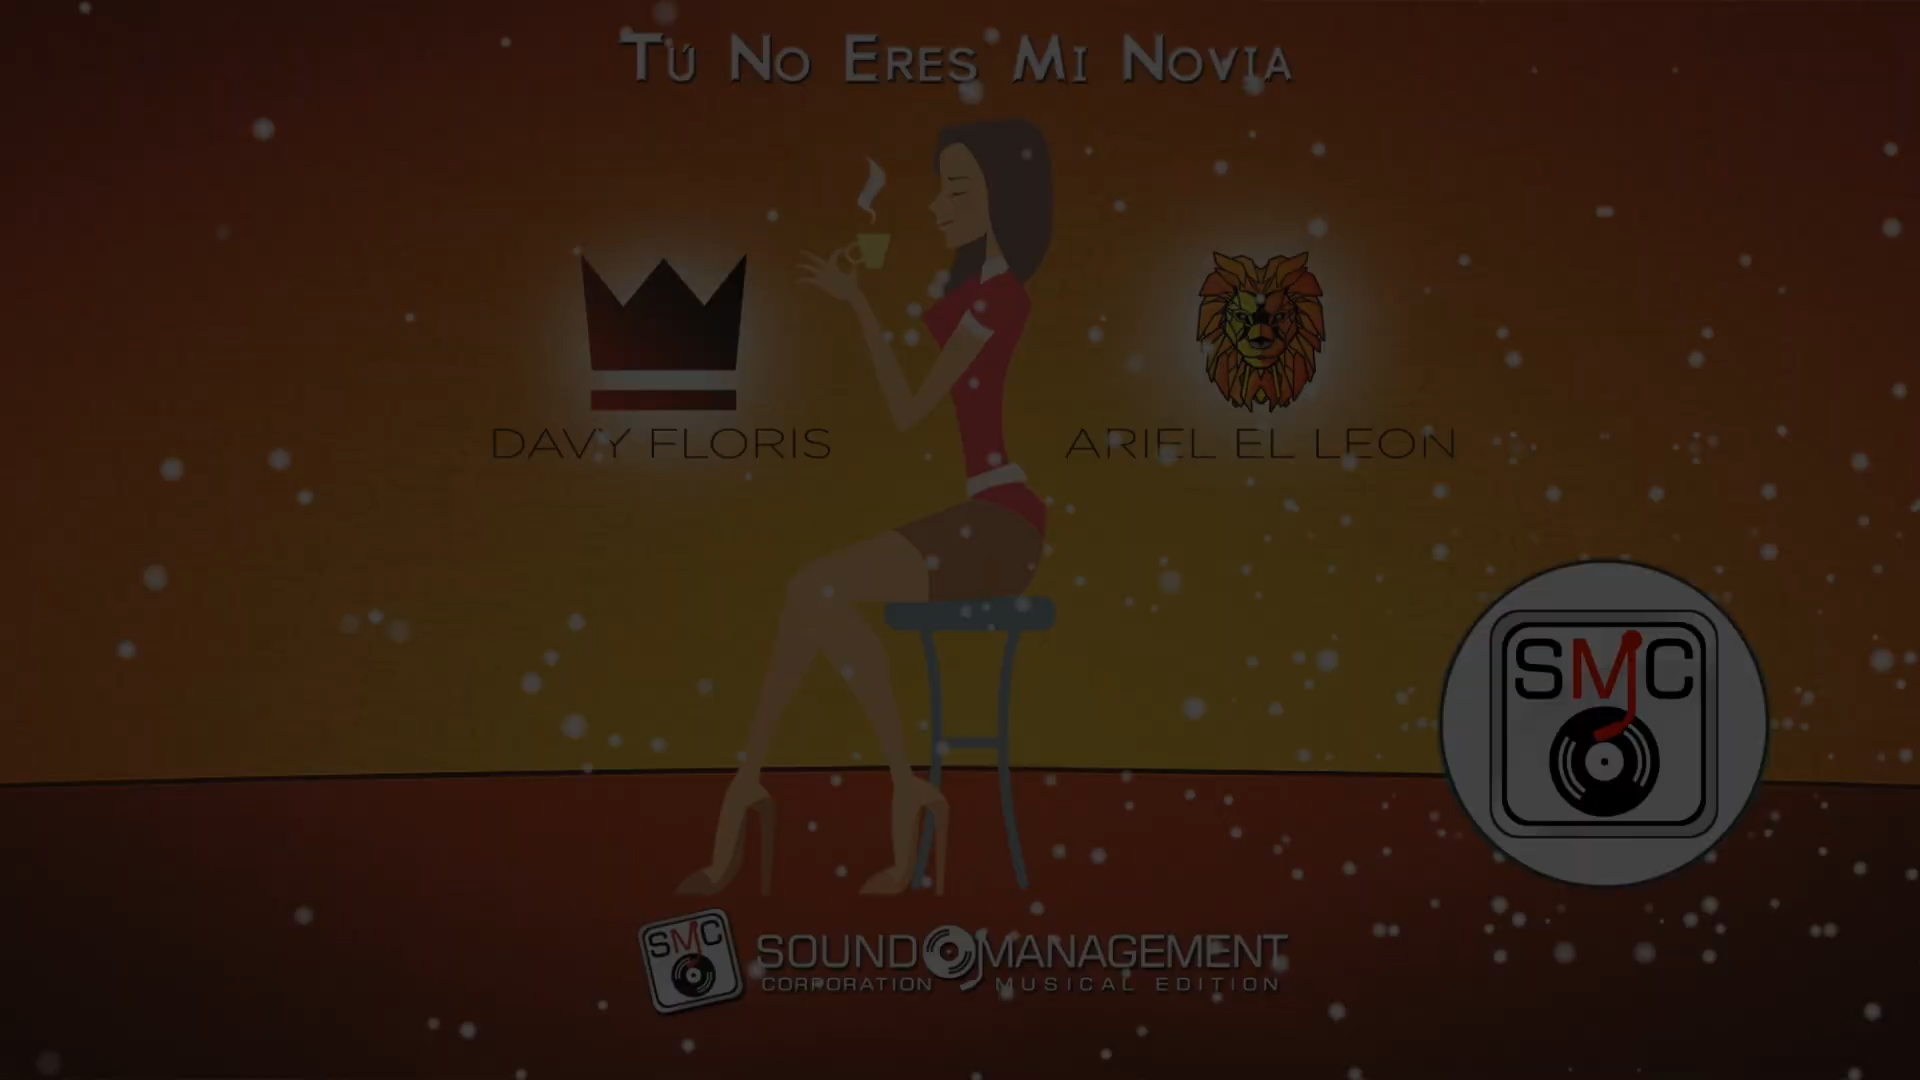 Tú No Eres Mi Novia
DAVY FLORIS
ARIEL EL LEON
SMC
SMC
SOUND MANAGEMENT
CORPORATION MUSICAL EDITION